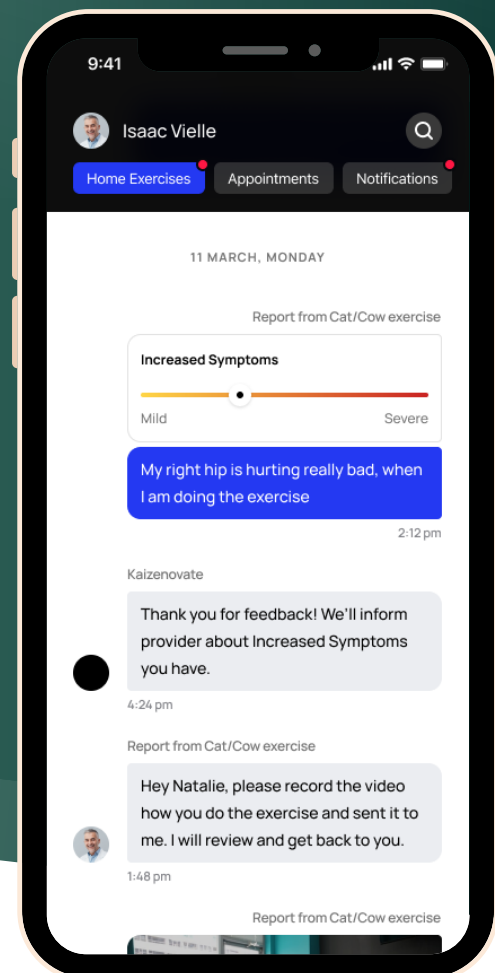 9:41
Isaac Vielle
Home Exercises
Appointments
Notifications
11 MARCH, MONDAY
Report from Cat/Cow exercise
Increased Symptoms
Mild
Severe
My right hip is hurting really bad, when
I am doing the exercise
2:12 pm
Kaizenovate
Thank you for feedback! We'll inform
provider about Increased Symptoms
you have.
4:24 pm
Report from Cat/Cow exercise
Hey Natalie, please record the video
how you do the exercise and sent it to
me. I will review and get back to you.
1:48 pm
Report from Cat/Cow exercise